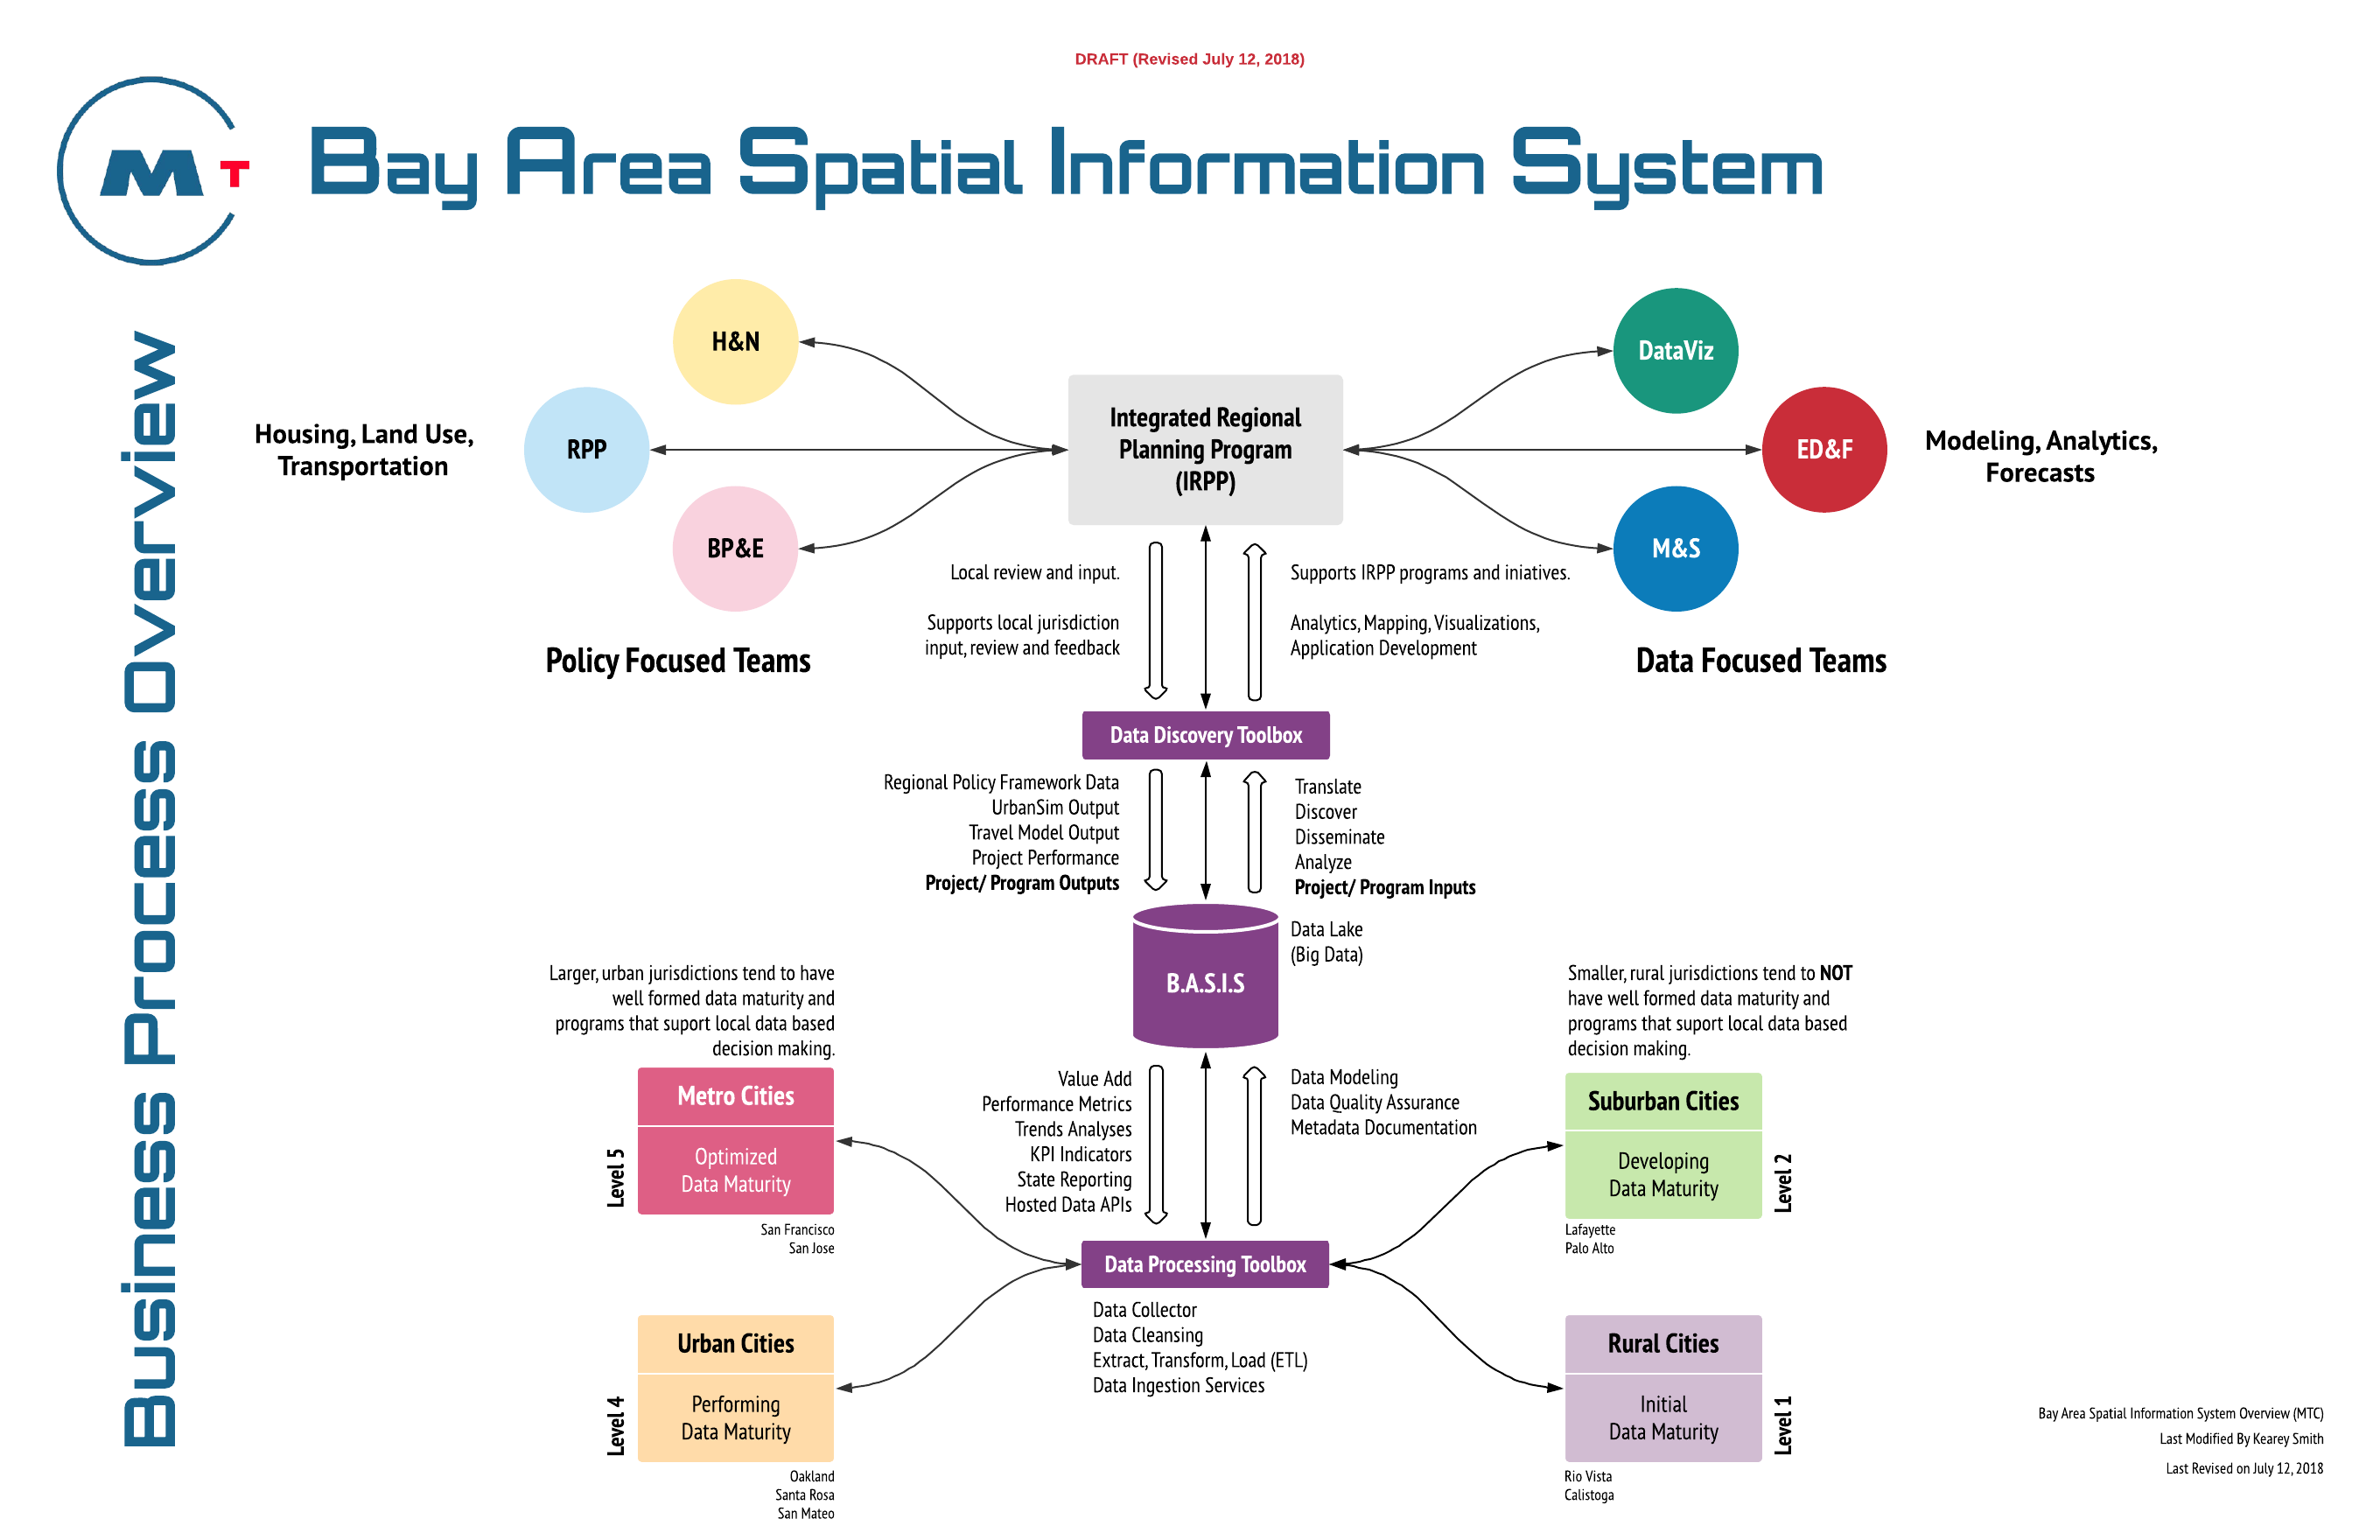 DRAFT (Revised July 12, 2018)
M T
Bay Area Spatial Information System
Business Process Overview
H&N
RPP
BP&E
Housing, Land Use,
Transportation
Policy Focused Teams
Integrated Regional
Planning Program
(IRPP)
DataViz
ED&F
M&S
Modeling, Analytics,
Forecasts
Data Focused Teams
Local review and input.
Supports local jurisdiction
input, review and feedback
Supports IRPP programs and iniatives.
Analytics, Mapping, Visualizations,
Application Development
Data Discovery Toolbox
Regional Policy Framework Data
UrbanSim Output
Travel Model Output
Project Performance
Project/ Program Outputs
Translate
Discover
Disseminate
Analyze
Project/ Program Inputs
B.A.S.I.S
Data Lake
(Big Data)
Larger, urban jurisdictions tend to have
well formed data maturity and
programs that suport local data based
decision making.
Metro Cities
Optimized
Data Maturity
Level 5
San Francisco
San Jose
Value Add
Performance Metrics
Trends Analyses
KPI Indicators
State Reporting
Hosted Data APIs
Data Modeling
Data Quality Assurance
Metadata Documentation
Smaller, rural jurisdictions tend to NOT
have well formed data maturity and
programs that suport local data based
decision making.
Suburban Cities
Developing
Data Maturity
Level 2
Lafayette
Palo Alto
Data Processing Toolbox
Data Collector
Data Cleansing
Extract, Transform, Load (ETL)
Data Ingestion Services
Urban Cities
Performing
Data Maturity
Level 4
Oakland
Santa Rosa
San Mateo
Rural Cities
Initial
Data Maturity
Level 1
Rio Vista
Calistoga
Bay Area Spatial Information System Overview (MTC)
Last Modified By Kearey Smith
Last Revised on July 12, 2018